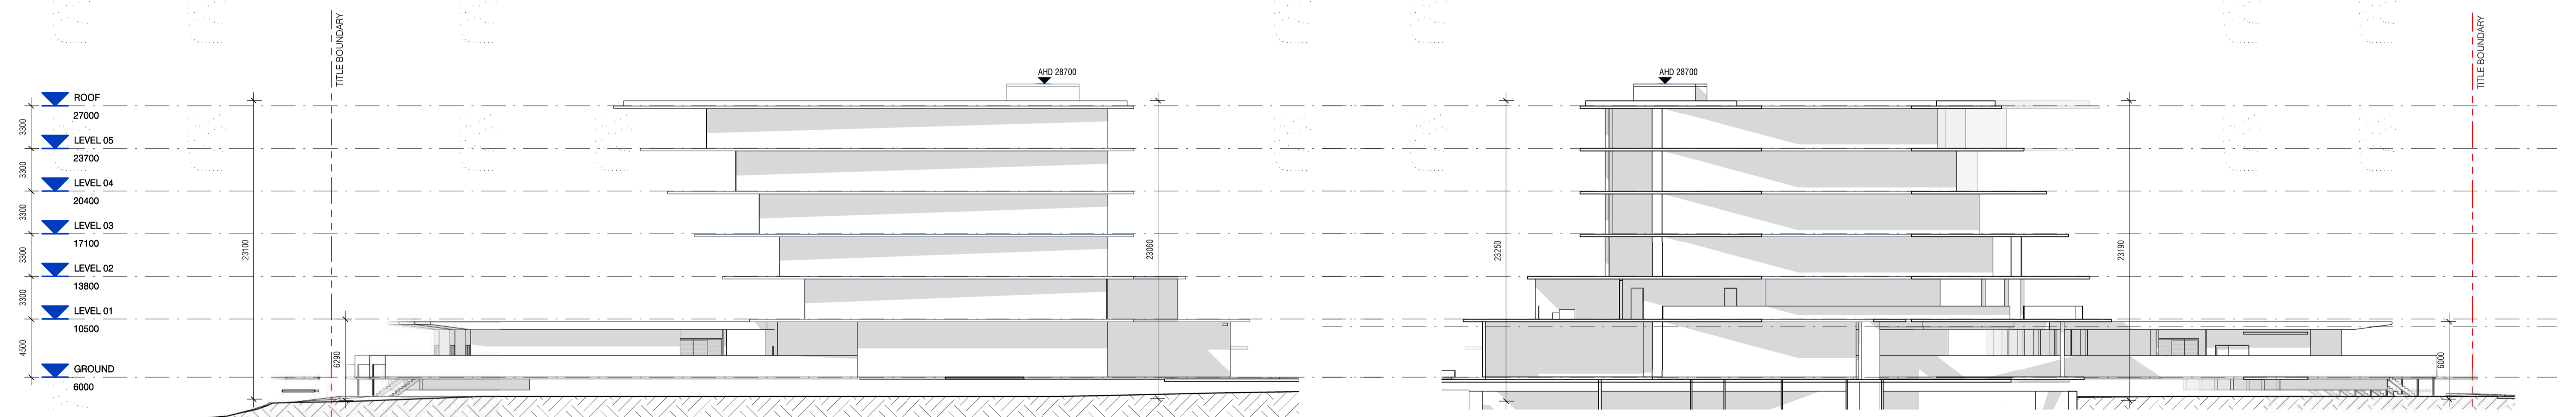 TITLE BOUNDARY
TITLE BOUNDARY
AHD 28700
AHD 28700
ROOF
27000
3300
LEVEL 05
23700
3300
LEVEL 04
20400
3300
LEVEL 03
17100
3300
LEVEL 02
13800
3300
LEVEL 01
10500
4500
GROUND
6000
23100
6290
23060
23250
23190
6000